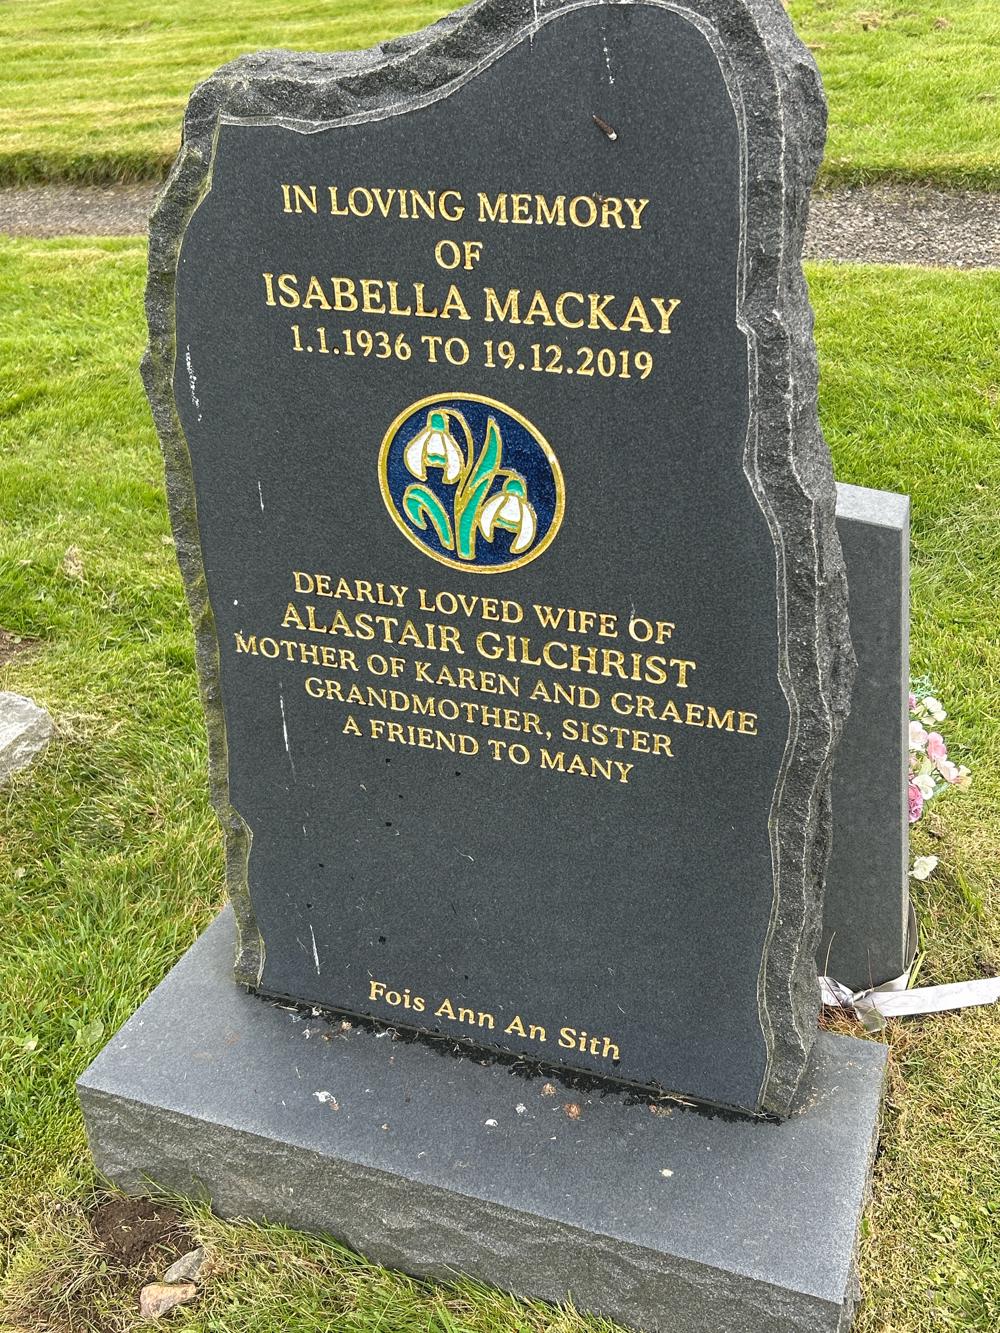 IN LOVING MEMORY
OF
ISABELLA MACKAY
1.1.1936 TO 19.12.2019
DEARLY LOVED WIFE OF
ALASTAIR GILCHRIST
MOTHER OF KAREN AND GRAEME
GRANDMOTHER, SISTER
A FRIEND TO MANY
Fois Ann An Sith